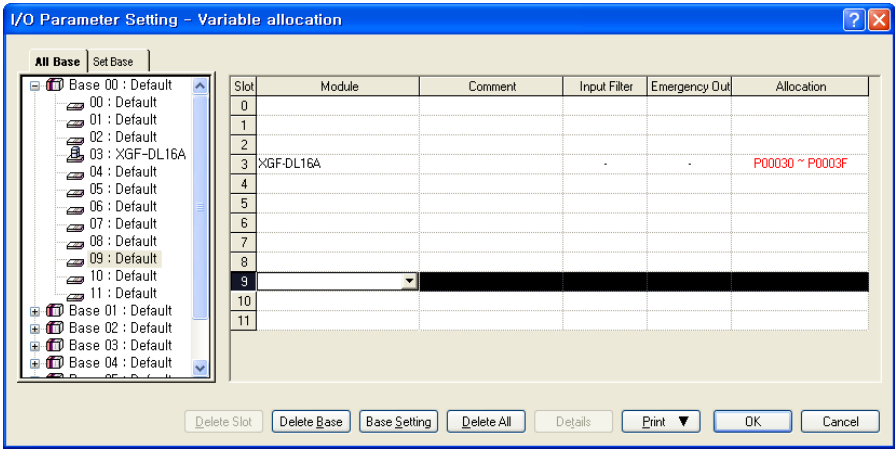 I/O Parameter Setting - Variable allocation
All Base Set Base
Base 00 : Default
00 : Default
01 : Default
02 : Default
03 : XGF-DL16A
04 : Default
05 : Default
06 : Default
07 : Default
08 : Default
09 : Default
10 : Default
11 : Default
Base 01 : Default
Base 02 : Default
Base 03 : Default
Base 04 : Default
Slot Module Comment Input Filter Emergency Out Allocation
0
1
2
3 XGF-DL16A - - P00030 ~ P0003F
4
5
6
7
8
9
10
11
Delete Slot Delete Base Base Setting Delete All Details Print ▼ OK Cancel